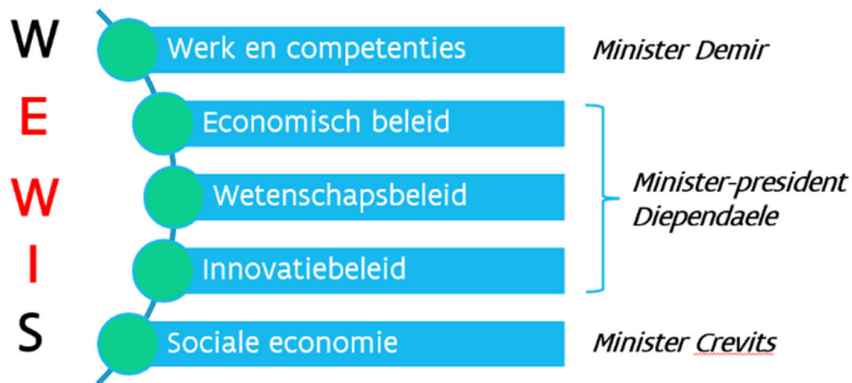 W Werk en competenties Minister Demir
E Economisch beleid
W Wetenschapsbeleid Minister-president
Diependaele
I Innovatiebeleid
S Sociale economie Minister Crevits